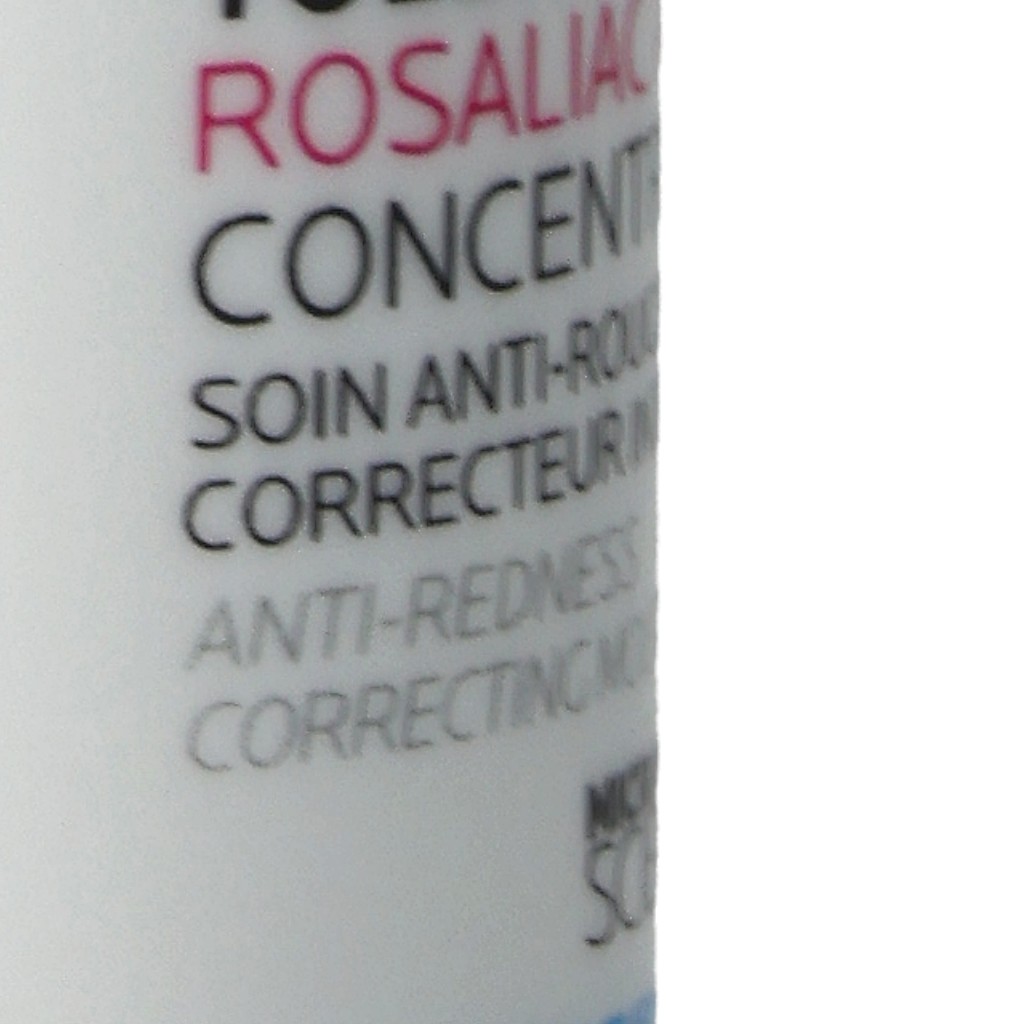 ROSALIAC
CONCENT
SOIN ANTI-ROU
CORRECTEUR
ANTI-REDNESS
CORRECTING